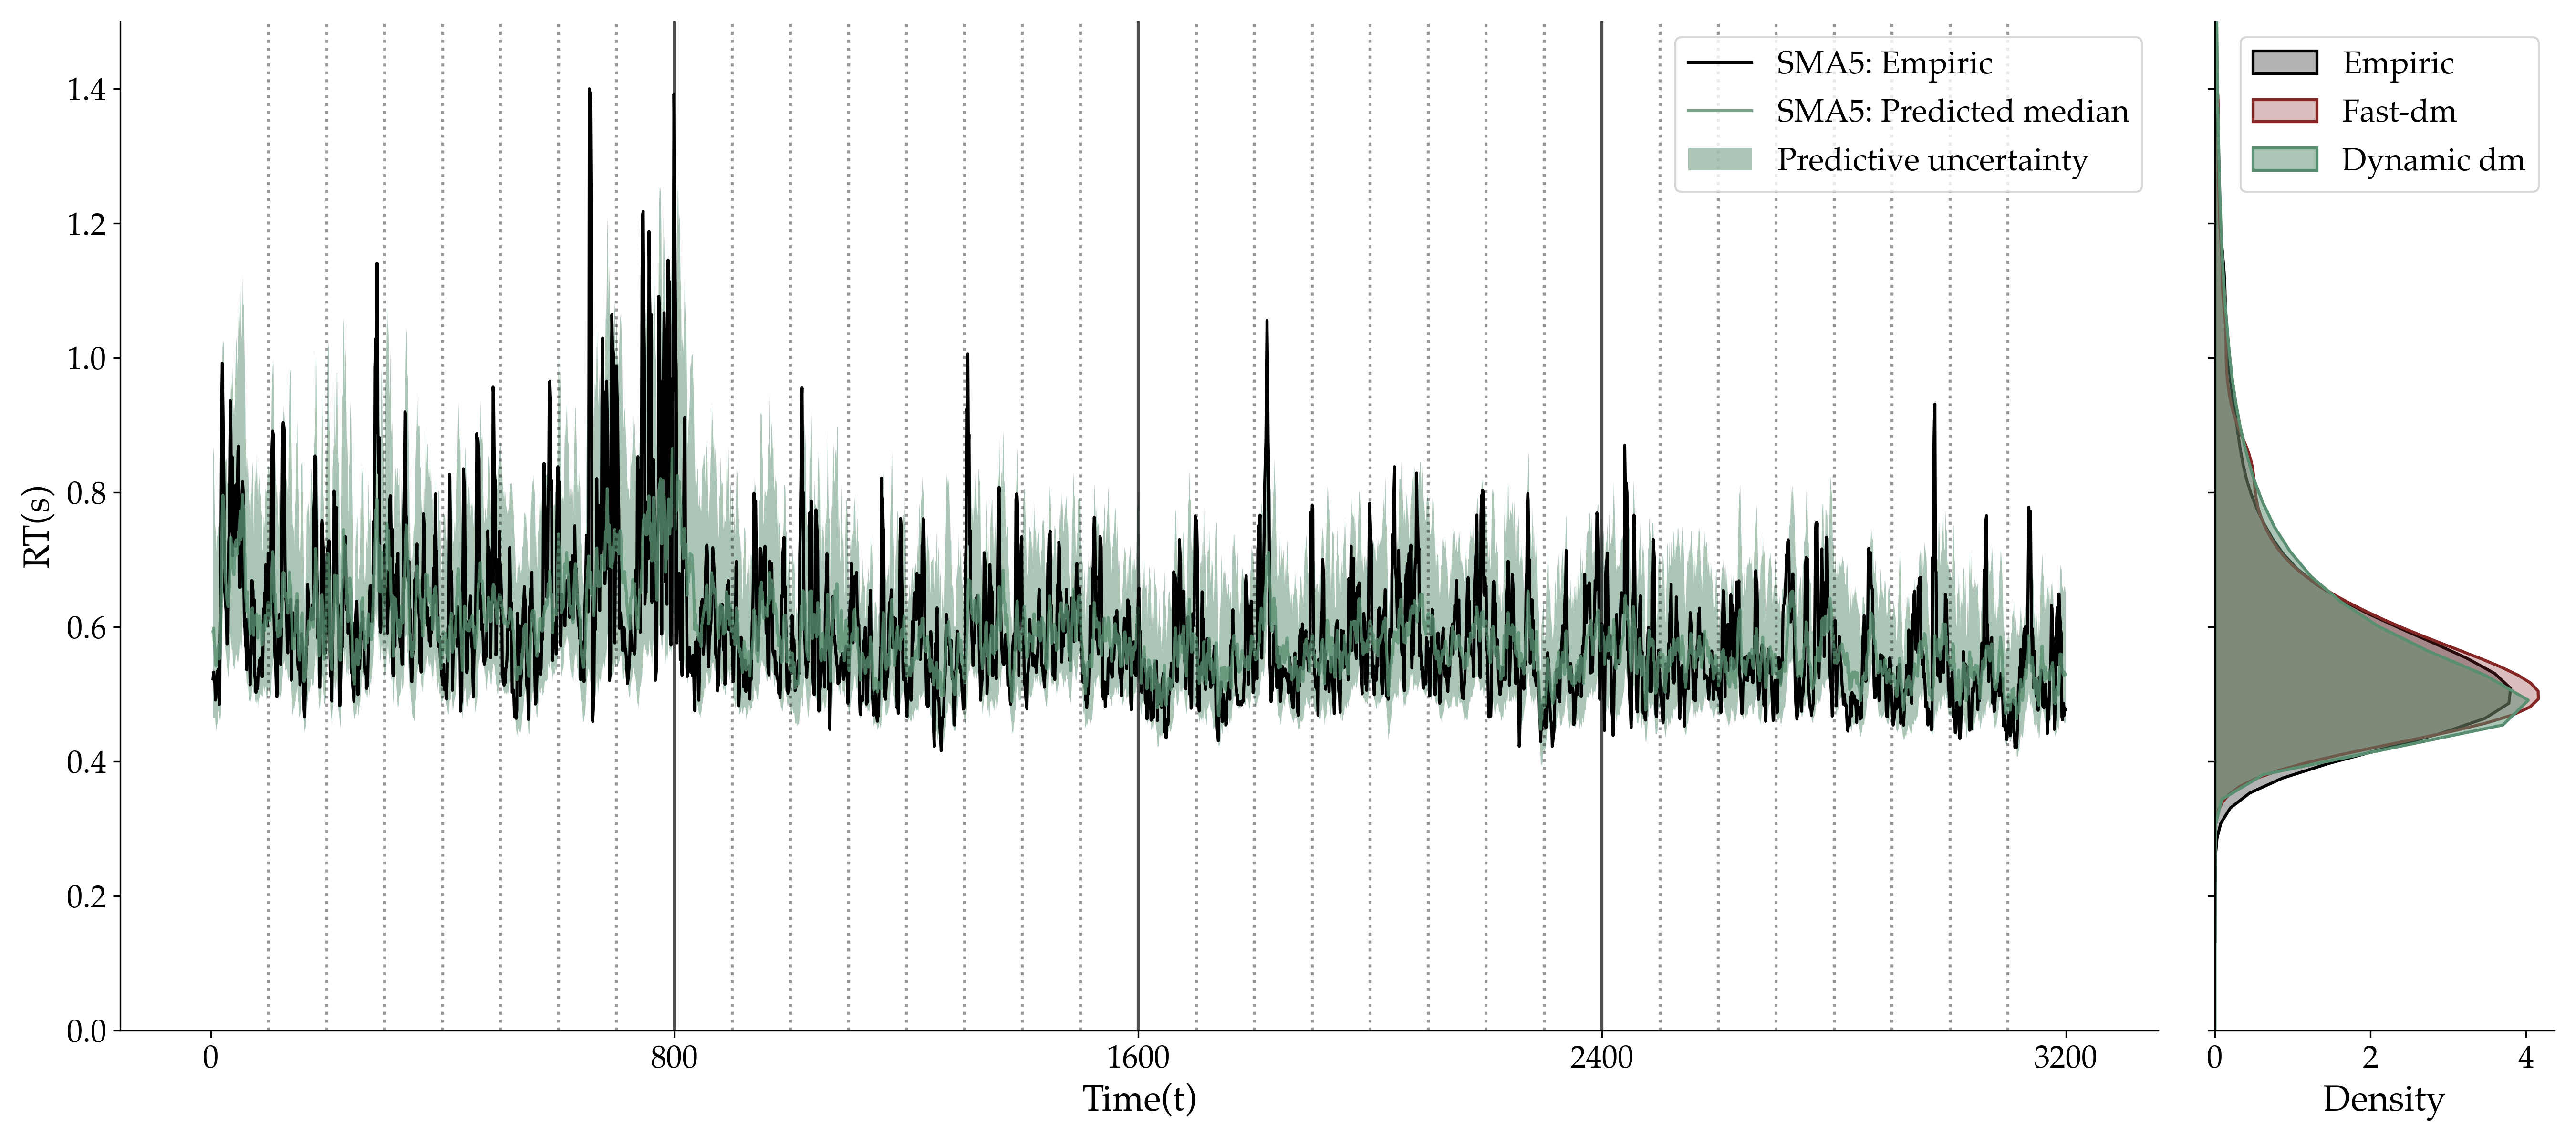 SMA5: Empiric
SMA5: Predicted median
Predictive uncertainty
Empiric
Fast-dm
Dynamic dm
RT(s)
1.4
1.2
1.0
0.8
0.6
0.4
0.2
0.0
0 800 1600 2400 3200
Time(t)
0 2 4
Density